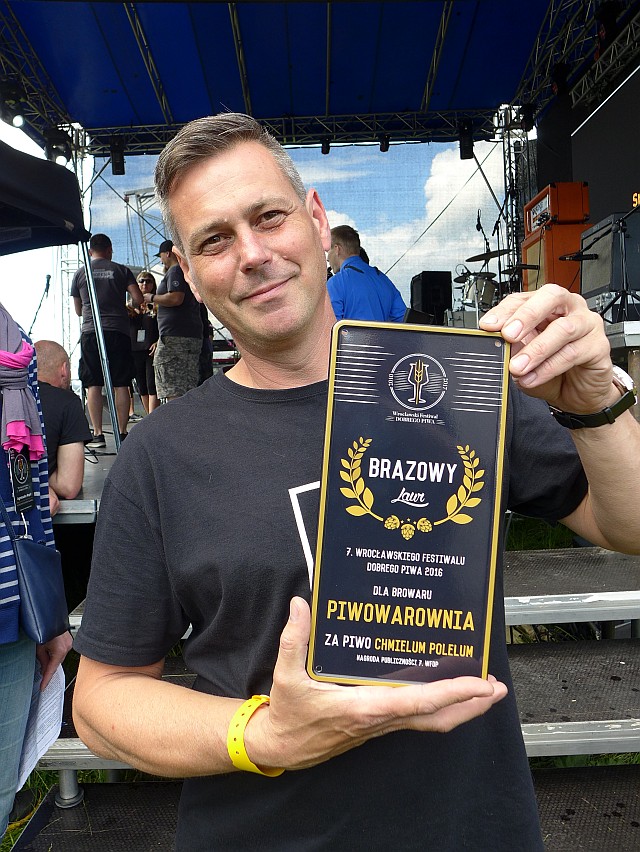 Wrocławski Festiwal
DOBREGO PIWA
BRĄZOWY
Laur
7. WROCŁAWSKIEGO FESTIWALU
DOBREGO PIWA 2016
DLA BROWARU
PIWOWAROWNIA
ZA PIWO CHMIELUM POLELUM
NAGRODA PUBLICZNOŚCI 7. WFDP